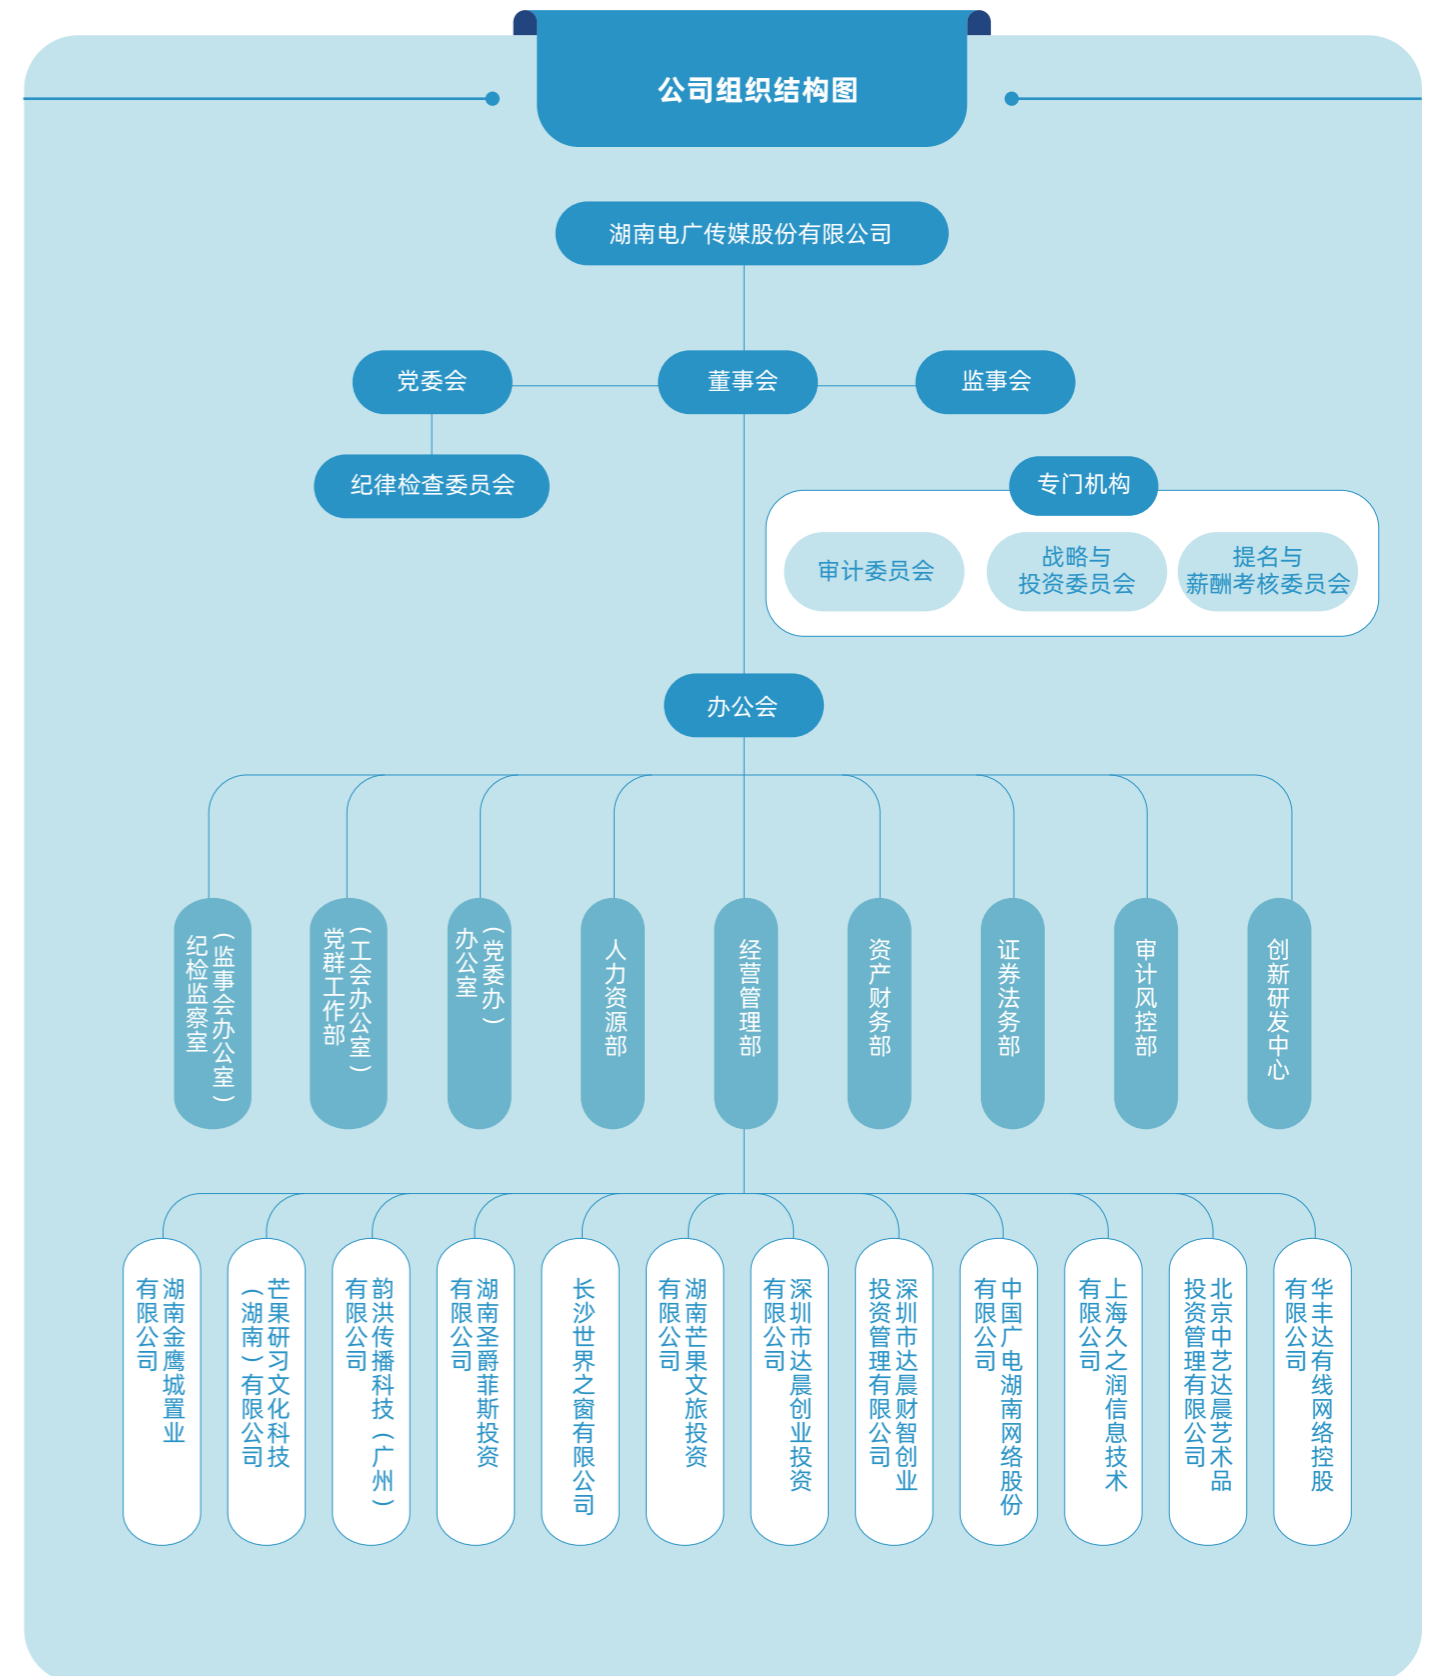 公司组织结构图
湖南电广传媒股份有限公司
党委会
董事会
监事会
纪律检查委员会
专门机构
审计委员会
战略与
投资委员会
提名与
薪酬考核委员会
办公会
纪检监察室
（监事会办公室）
党群工作部
（工会办公室）
办公室
（党委办）
人力资源部
经营管理部
资产财务部
证券法务部
审计风控部
创新研发中心
湖南金鹰城置业
有限公司
芒果研习文化科技
（湖南）有限公司
韵洪传播科技（广州）
有限公司
湖南圣爵菲斯投资
有限公司
长沙世界之窗有限公司
湖南芒果文旅投资
有限公司
深圳市达晨创业投资
有限公司
深圳市达晨财智创业
投资管理有限公司
中国广电湖南网络股份
有限公司
上海久之润信息技术
有限公司
北京中艺达晨艺术品
投资管理有限公司
华丰达有线网络控股
有限公司